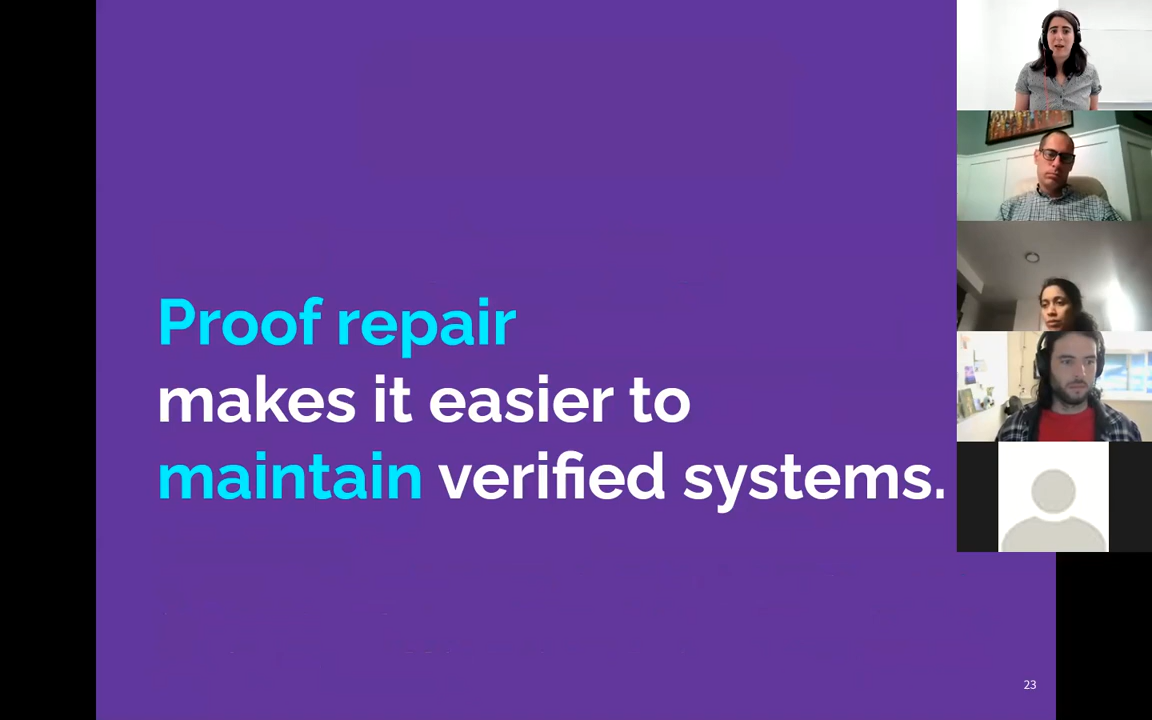 Proof repair
makes it easier to
maintain verified systems.
23